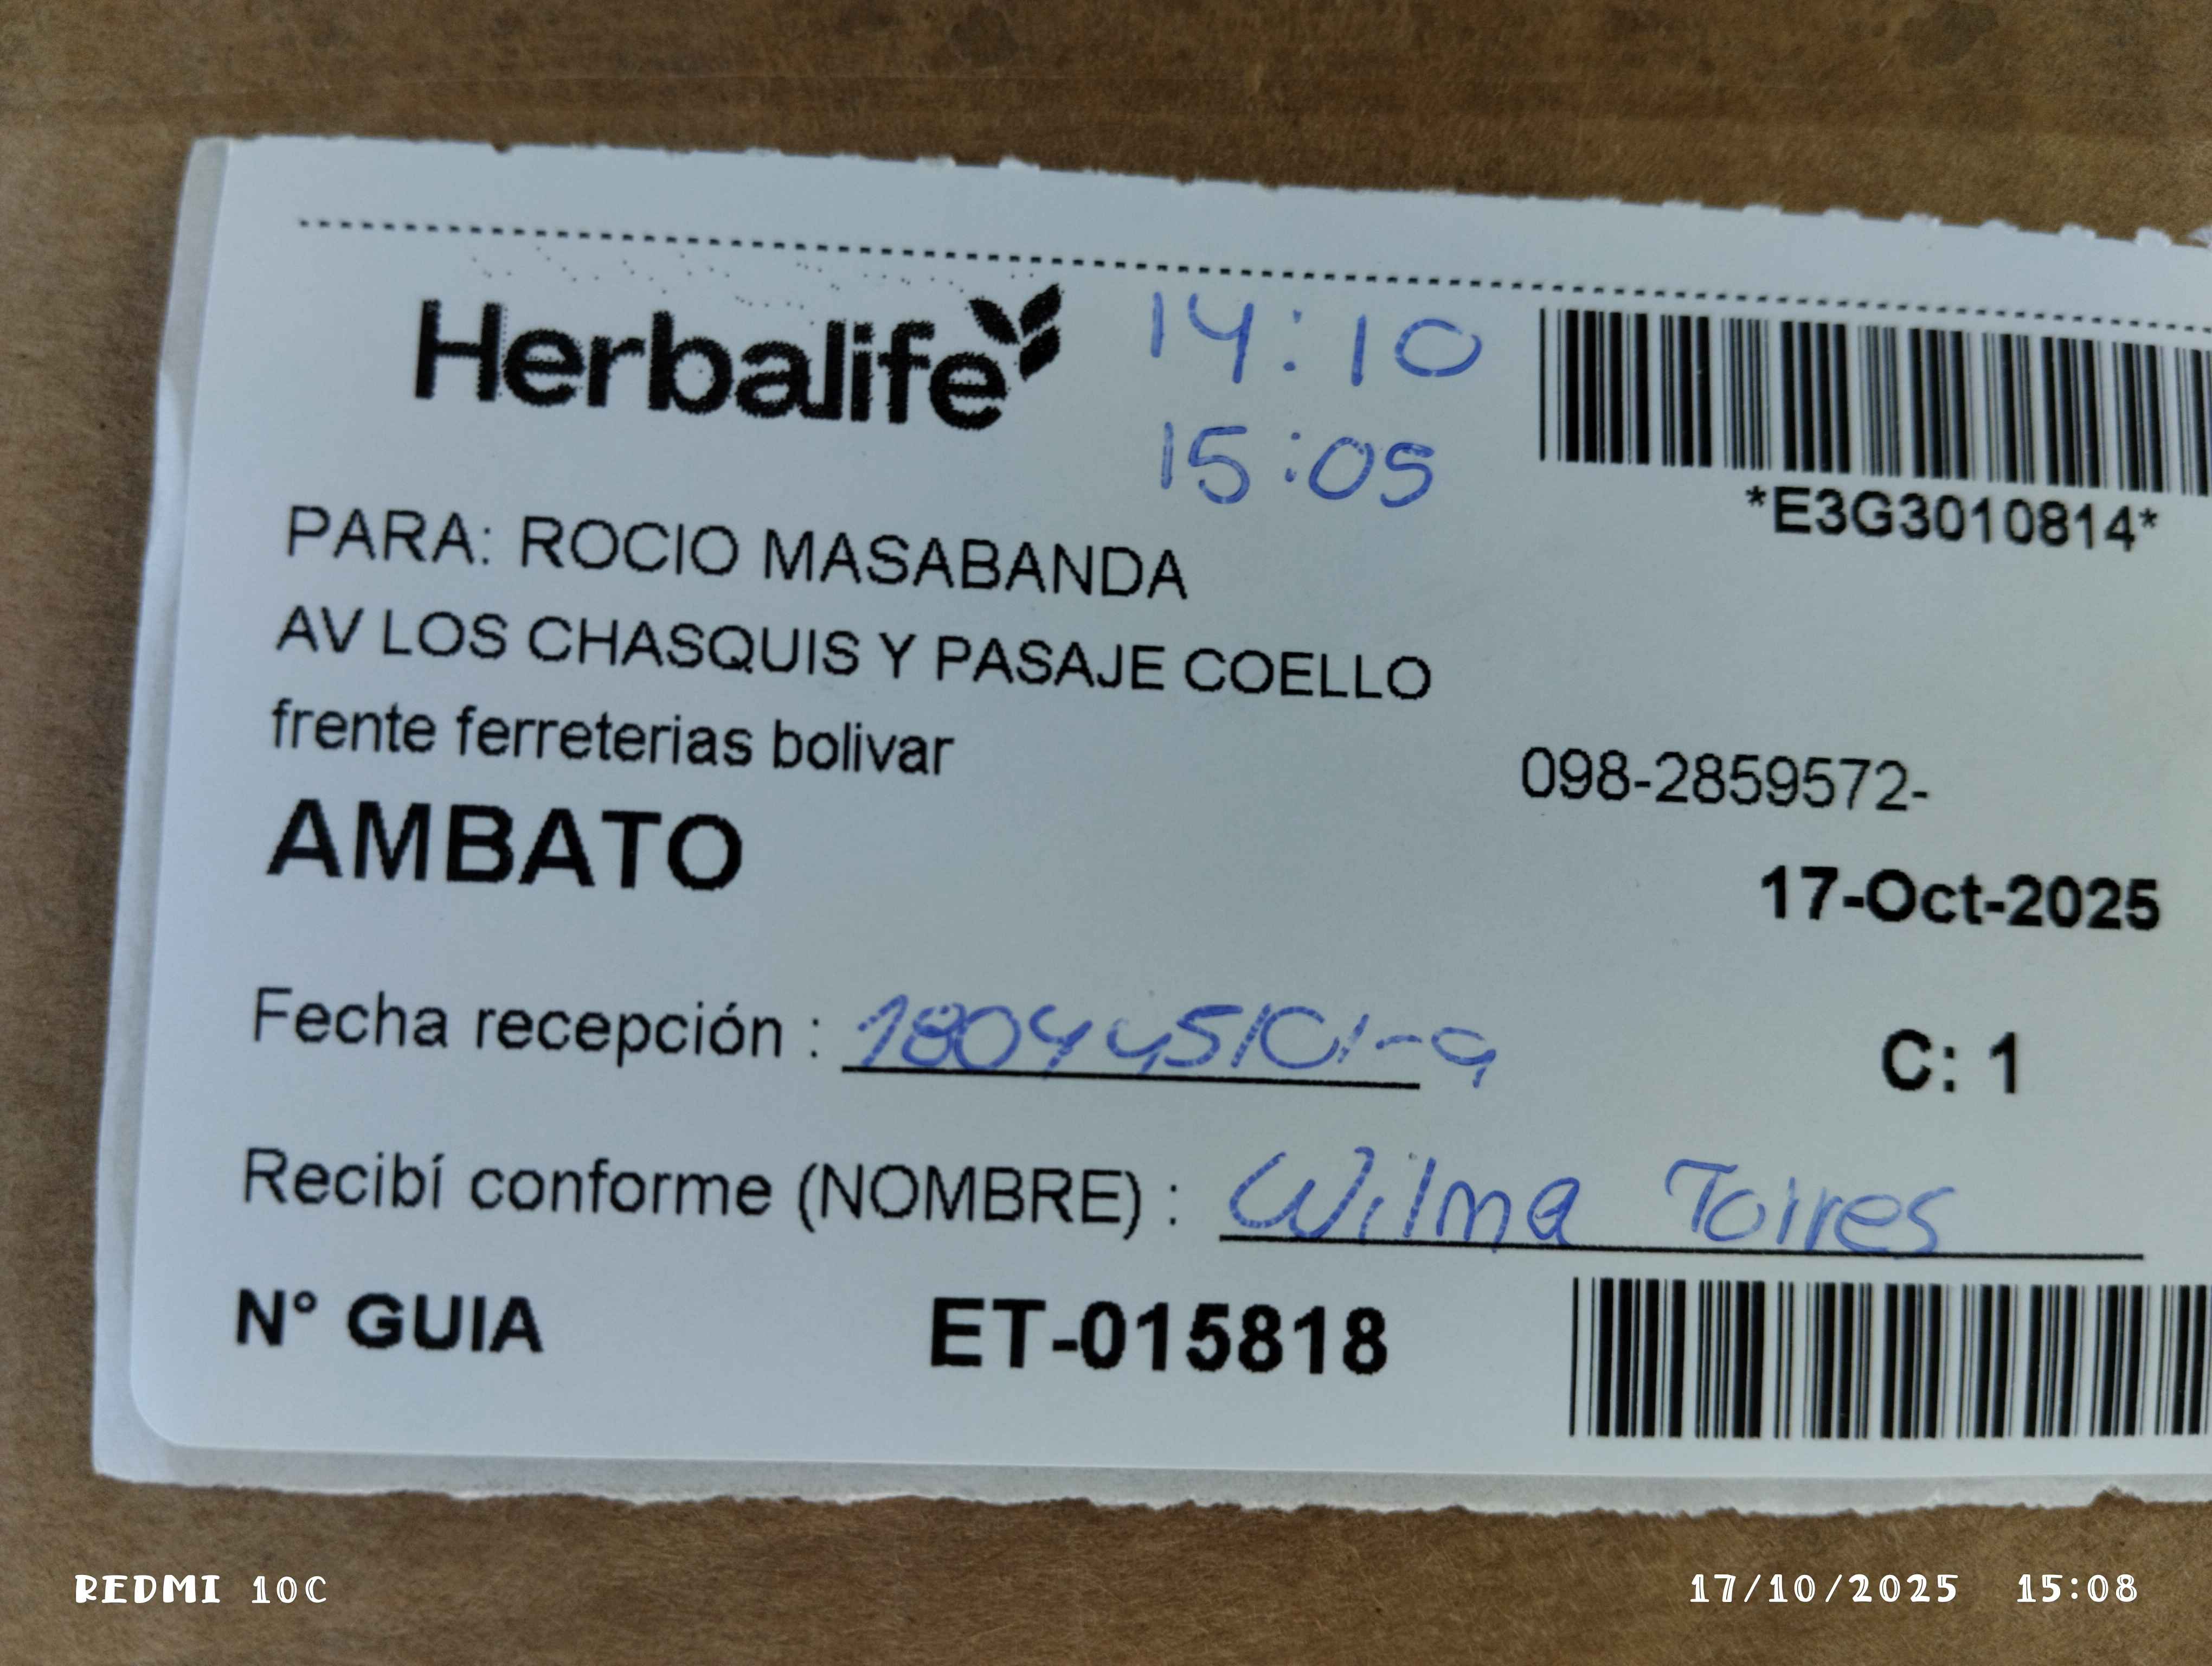 Herbalife
14:10
15:05
*E3G3010814*
PARA: ROCIO MASABANDA
AV LOS CHASQUIS Y PASAJE COELLO
frente ferreterias bolivar
098-2859572-
AMBATO
17-Oct-2025
Fecha recepción :
C: 1
Recibí conforme (NOMBRE) : Wilma Torres
N° GUIA ET-015818
REDMI 10C
17/10/2025 15:08